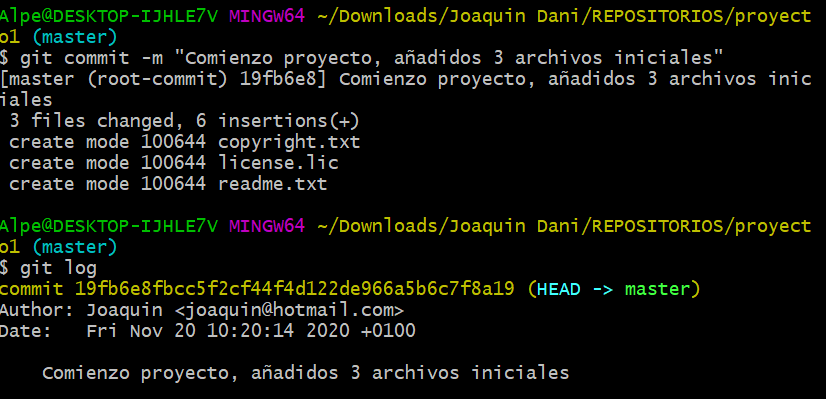 Alpe@DESKTOP-IJHLE7V MINGW64 ~/Downloads/Joaquin Dani/REPOSITORIOS/proyect
o1 (master)
$ git commit -m "Comienzo proyecto, añadidos 3 archivos iniciales"
[master (root-commit) 19fb6e8] Comienzo proyecto, añadidos 3 archivos inic
iales
 3 files changed, 6 insertions(+)
 create mode 100644 copyright.txt
 create mode 100644 license.lic
 create mode 100644 readme.txt

Alpe@DESKTOP-IJHLE7V MINGW64 ~/Downloads/Joaquin Dani/REPOSITORIOS/proyect
o1 (master)
$ git log
commit 19fb6e8fbcc5f2cf44f4d122de966a5b6c7f8a19 (HEAD -> master)
Author: Joaquin <joaquin@hotmail.com>
Date:   Fri Nov 20 10:20:14 2020 +0100

    Comienzo proyecto, añadidos 3 archivos iniciales